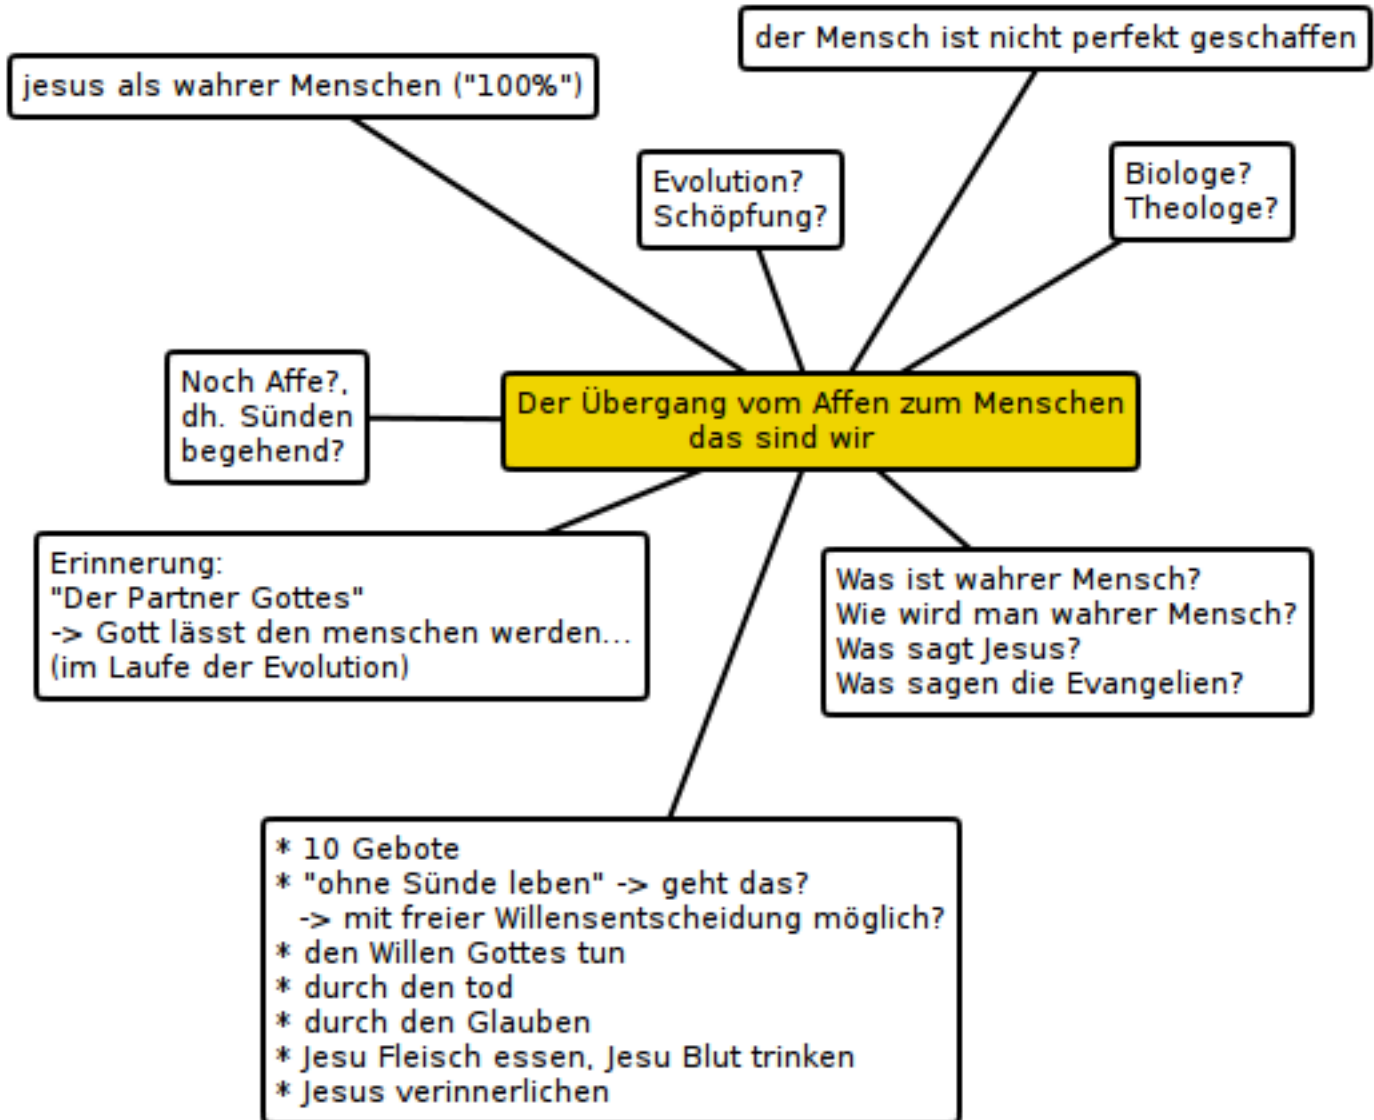 der Mensch ist nicht perfekt geschaffen
jesus als wahrer Menschen ("100%")
Evolution?
Schöpfung?
Biologe?
Theologe?
Noch Affe?,
dh. Sünden
begehend?
Der Übergang vom Affen zum Menschen
das sind wir
Erinnerung:
"Der Partner Gottes"
-> Gott lässt den menschen werden...
(im Laufe der Evolution)
Was ist wahrer Mensch?
Wie wird man wahrer Mensch?
Was sagt Jesus?
Was sagen die Evangelien?
* 10 Gebote
* "ohne Sünde leben" -> geht das?
-> mit freier Willensentscheidung möglich?
* den Willen Gottes tun
* durch den tod
* durch den Glauben
* Jesu Fleisch essen, Jesu Blut trinken
* Jesus verinnerlichen